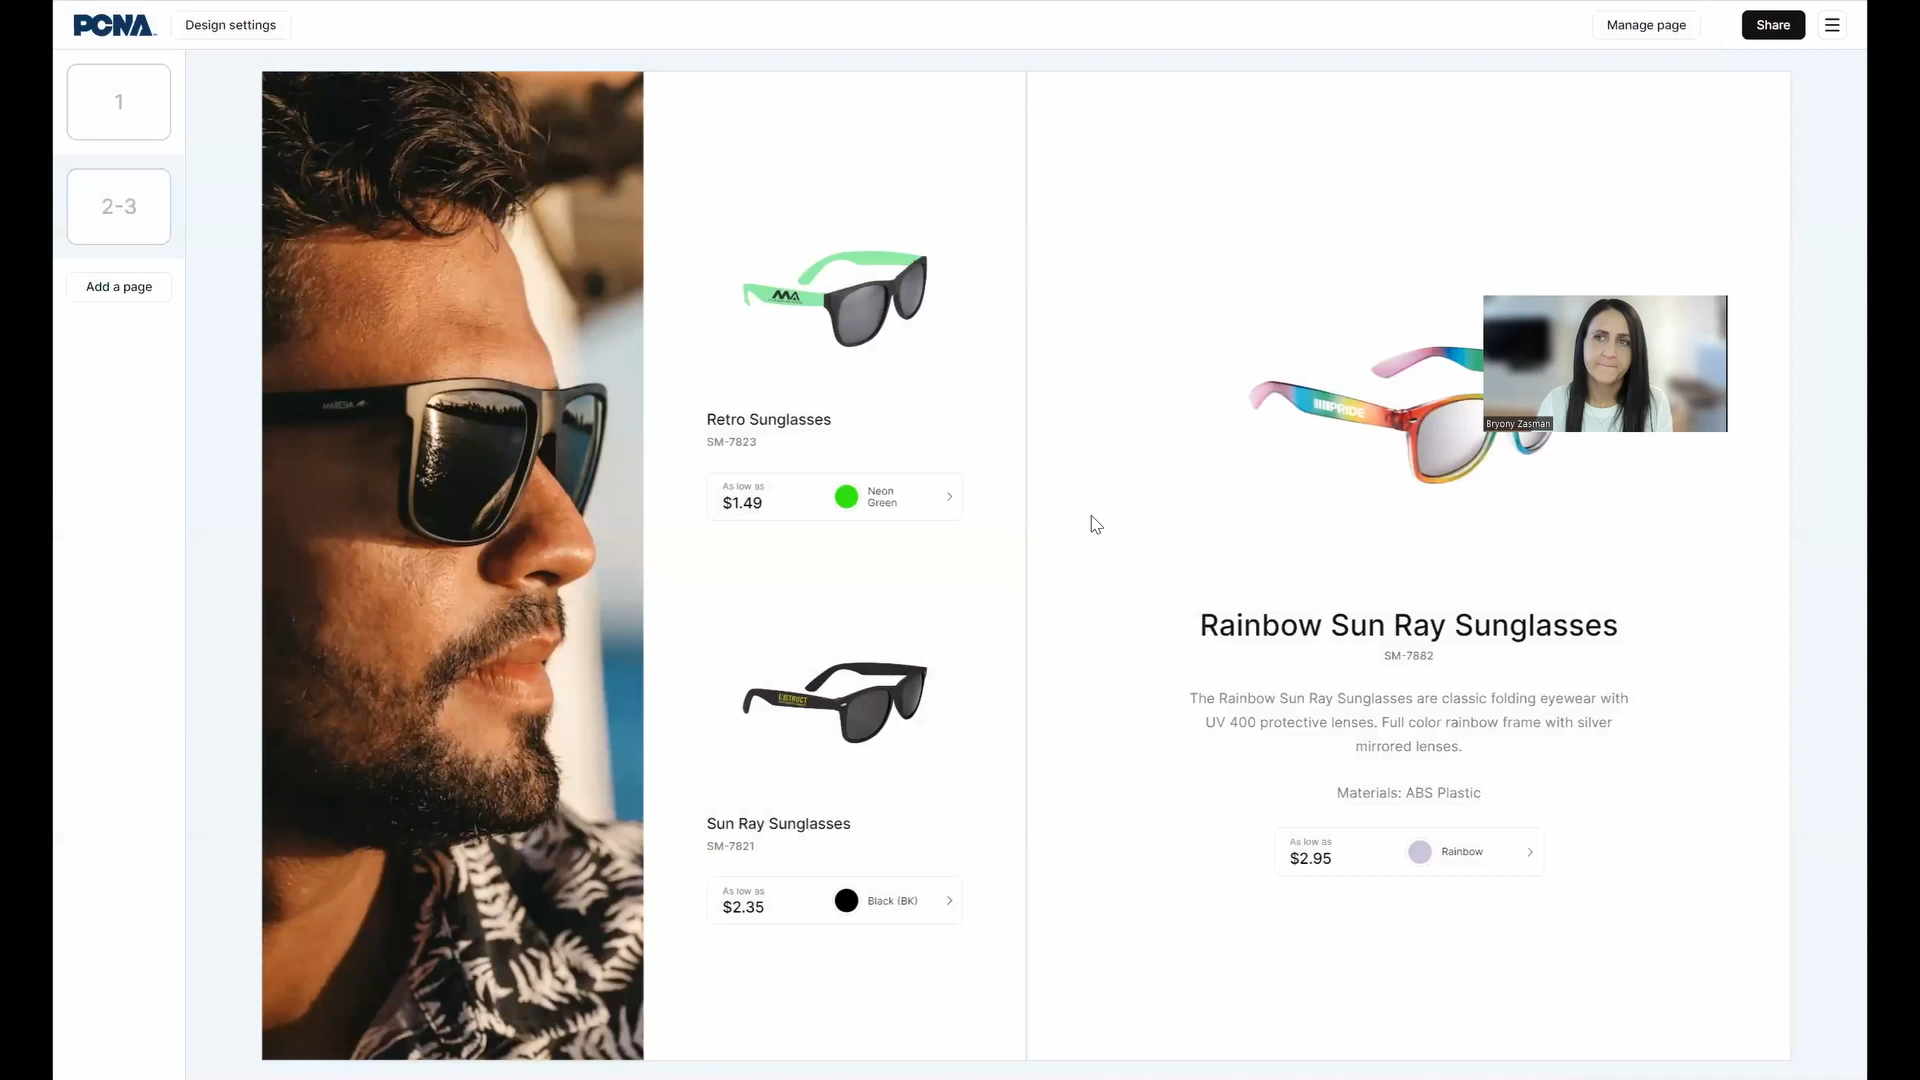 PCNA
Design settings
Manage page
Share
1
2-3
Add a page
MA
Retro Sunglasses
SM-7823
As low as
$1.49
Neon
Green
PRIDE
Bryony Zasman
Sun Ray Sunglasses
SM-7821
As low as
$2.35
Black (BK)
Rainbow Sun Ray Sunglasses
SM-7882
The Rainbow Sun Ray Sunglasses are classic folding eyewear with
UV 400 protective lenses. Full color rainbow frame with silver
mirrored lenses.
Materials: ABS Plastic
As low as
$2.95
Rainbow